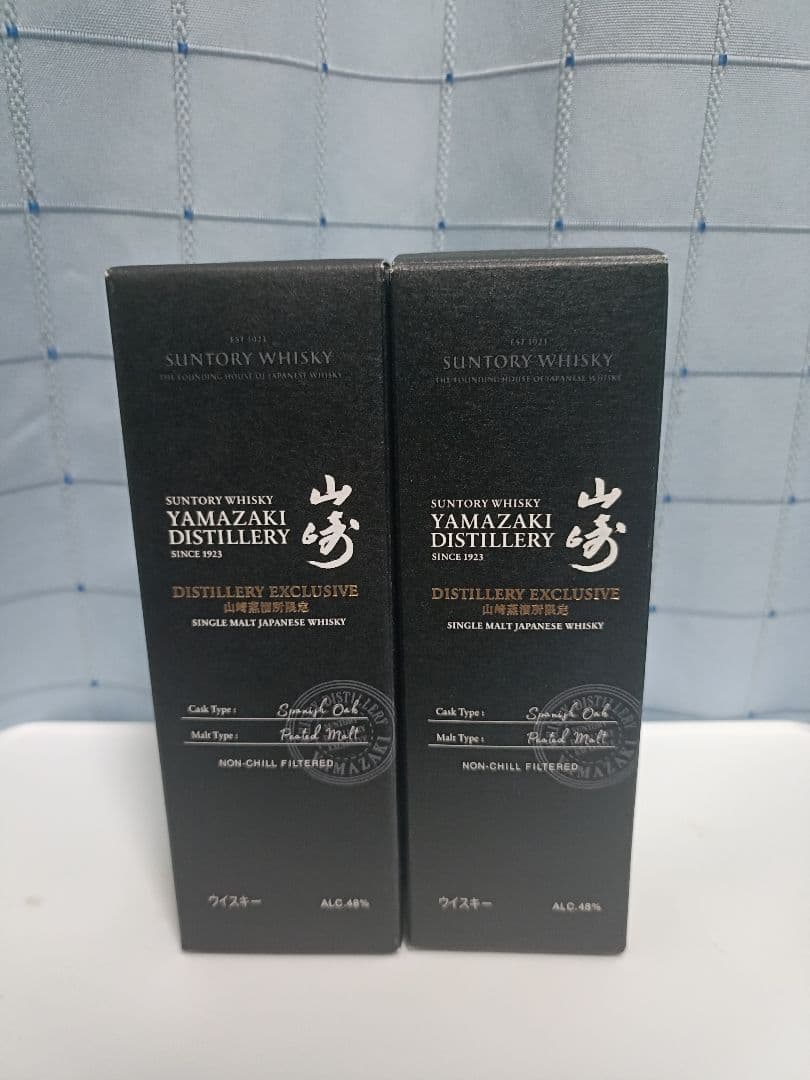 EST 1923
SUNTORY WHISKY
THE FOUNDING HOUSE OF JAPANESE WHISKY
SUNTORY WHISKY
YAMAZAKI
DISTILLERY
SINCE 1923
山崎
DISTILLERY EXCLUSIVE
山崎蒸溜所限定
SINGLE MALT JAPANESE WHISKY
Cask Type : Spanish Oak
Malt Type : Peated Malt
NON-CHILL FILTERED
DISTILLERY
YAMAZAKI
ウイスキー ALC.48%
EST 1923
SUNTORY WHISKY
THE FOUNDING HOUSE OF JAPANESE WHISKY
SUNTORY WHISKY
YAMAZAKI
DISTILLERY
SINCE 1923
山崎
DISTILLERY EXCLUSIVE
山崎蒸溜所限定
SINGLE MALT JAPANESE WHISKY
Cask Type : Spanish Oak
Malt Type : Peated Malt
NON-CHILL FILTERED
DISTILLERY
YAMAZAKI
ウイスキー ALC.48%